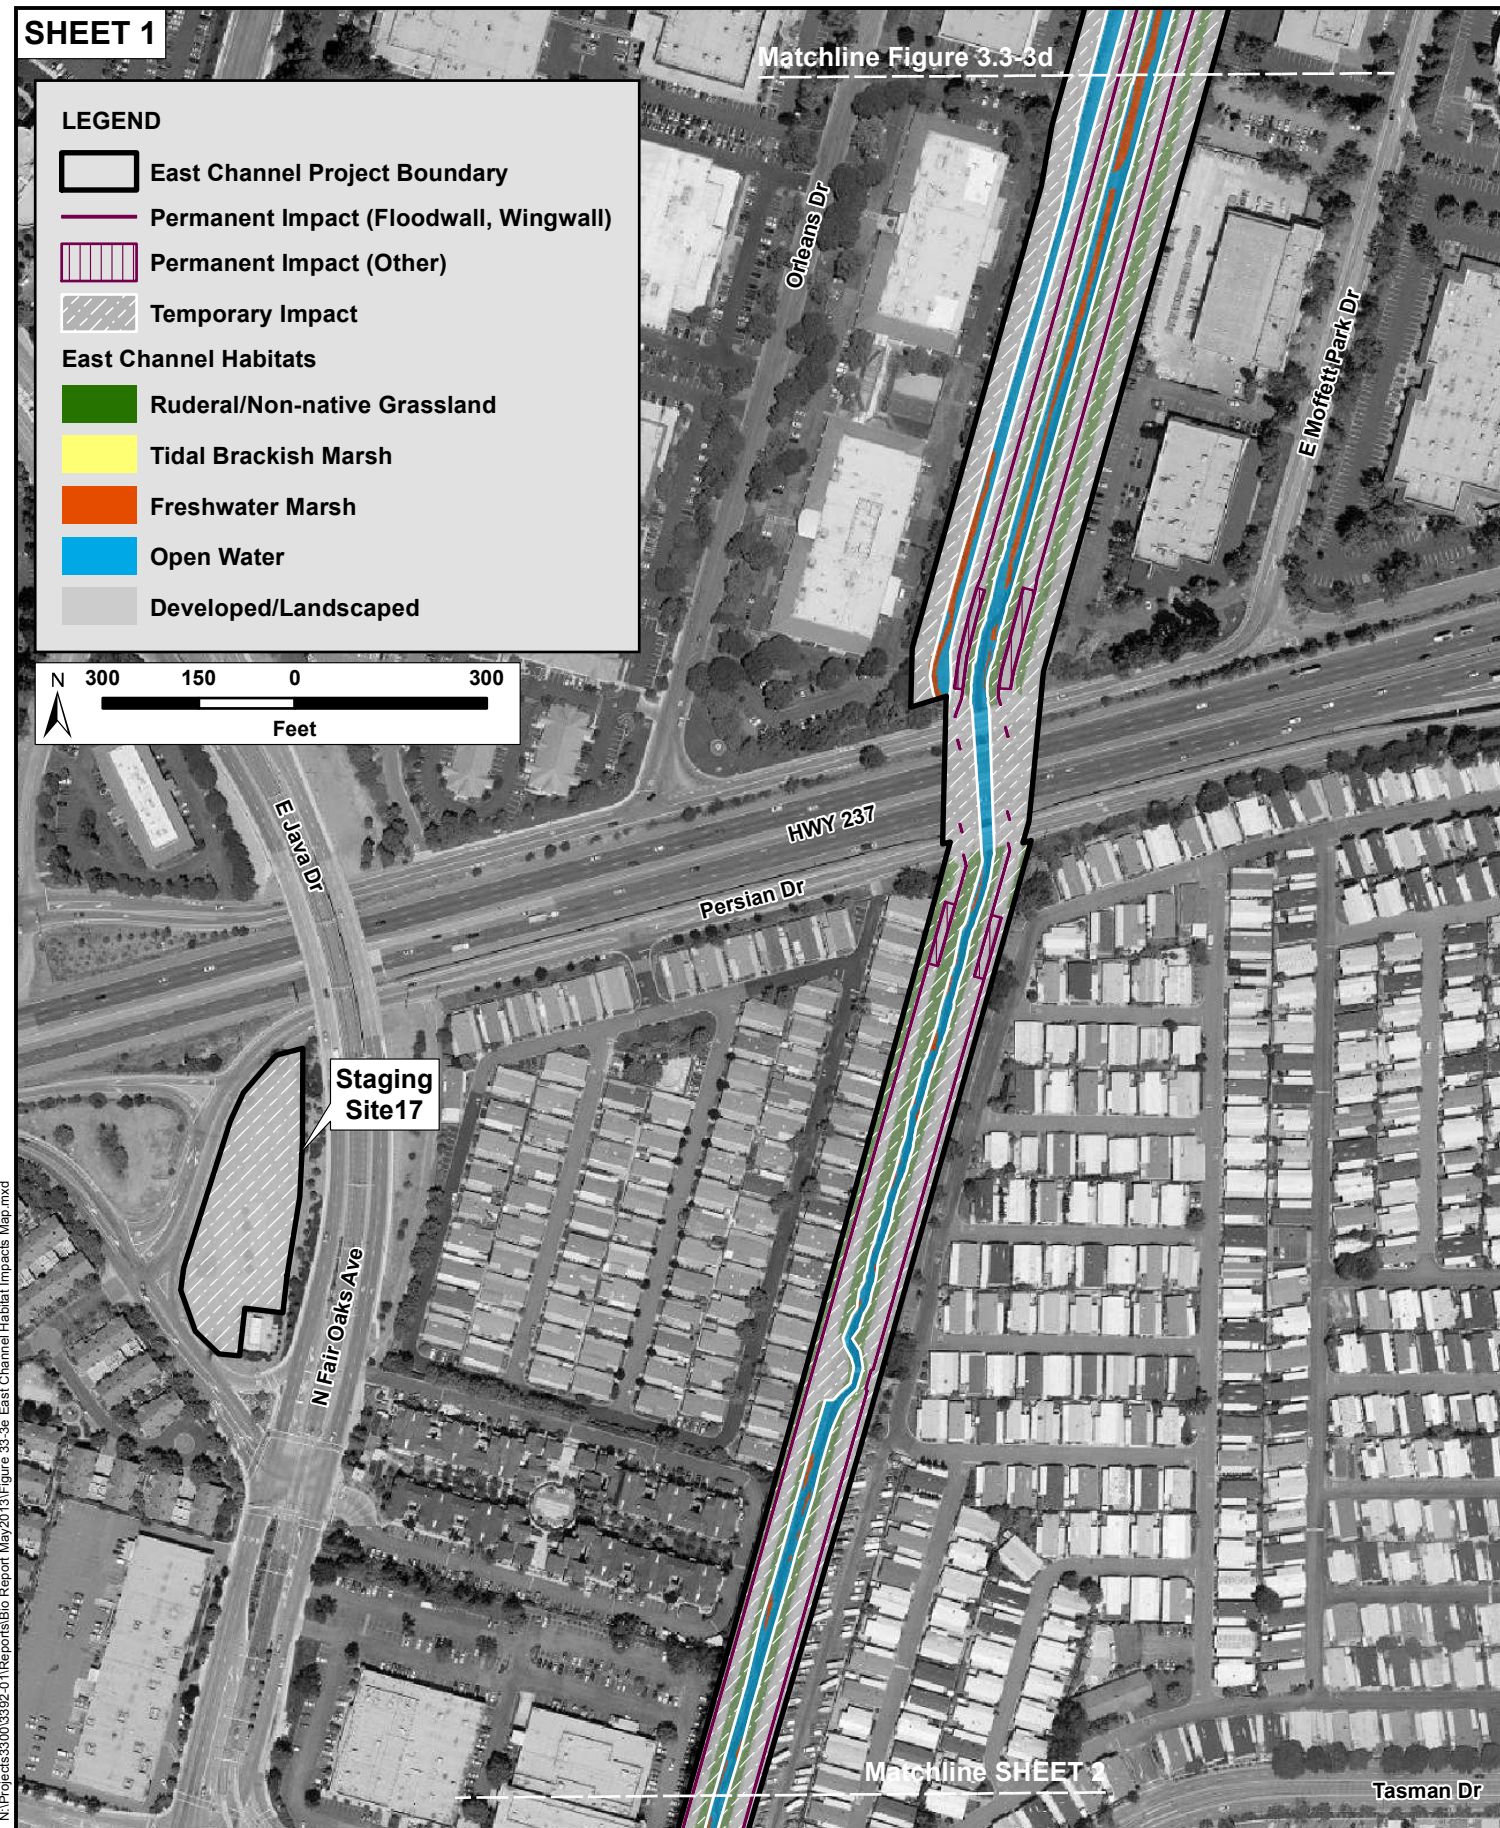 SHEET 1
Matchline Figure 3.3-3d
LEGEND
East Channel Project Boundary
Permanent Impact (Floodwall, Wingwall)
Permanent Impact (Other)
Temporary Impact
East Channel Habitats
Ruderal/Non-native Grassland
Tidal Brackish Marsh
Freshwater Marsh
Open Water
Developed/Landscaped
N 300 150 0 300
Feet
Orleans Dr
E Moffett Park Dr
E Java Dr
HWY 237
Persian Dr
Staging
Site17
N Fair Oaks Ave
Matchline SHEET 2
Tasman Dr
N:\Projects3300\3392-01\Reports\Bio Report May2013\Figure 33-3e East Channel Habitat Impacts Map.mxd